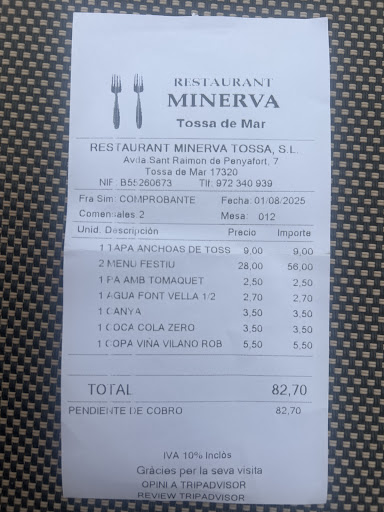 RESTAURANT
MINERVA
Tossa de Mar
RESTAURANT MINERVA TOSSA, S.L.
Avda Sant Raimon de Penyafort, 7
Tossa de Mar 17320
NIF B55260673 Tlf. 972 340 939
Fra Sim: COMPROBANTE Fecha: 01/08/2025
Comensales 2 Mesa: 012
Unid. Descripción Precio Importe
1 TAPA ANCHOAS DE TOSS 9,00 9,00
2 MENU FESTIU 28,00 56,00
1 PA AMB TOMAQUET 2,50 2,50
1 AGUA FONT VELLA 1/2 2,70 2,70
1 CANYA 3,50 3,50
1 COCA COLA ZERO 3,50 3,50
1 COPA VIÑA VILANO ROB 5,50 5,50
TOTAL 82,70
PENDIENTE DE COBRO 82,70
IVA 10% Inclòs
Gràcies per la seva visita
OPINI A TRIPADVISOR
REVIEW TRIPADVISOR